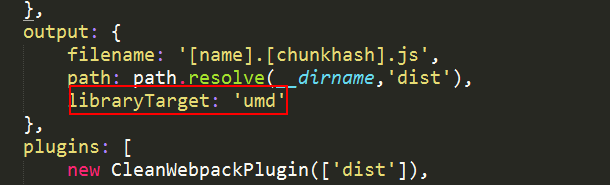 },
output: {
filename: '[name].[chunkhash].js',
path: path.resolve(__dirname,'dist'),
libraryTarget: 'umd'
},
plugins: [
new CleanWebpackPlugin(['dist']),